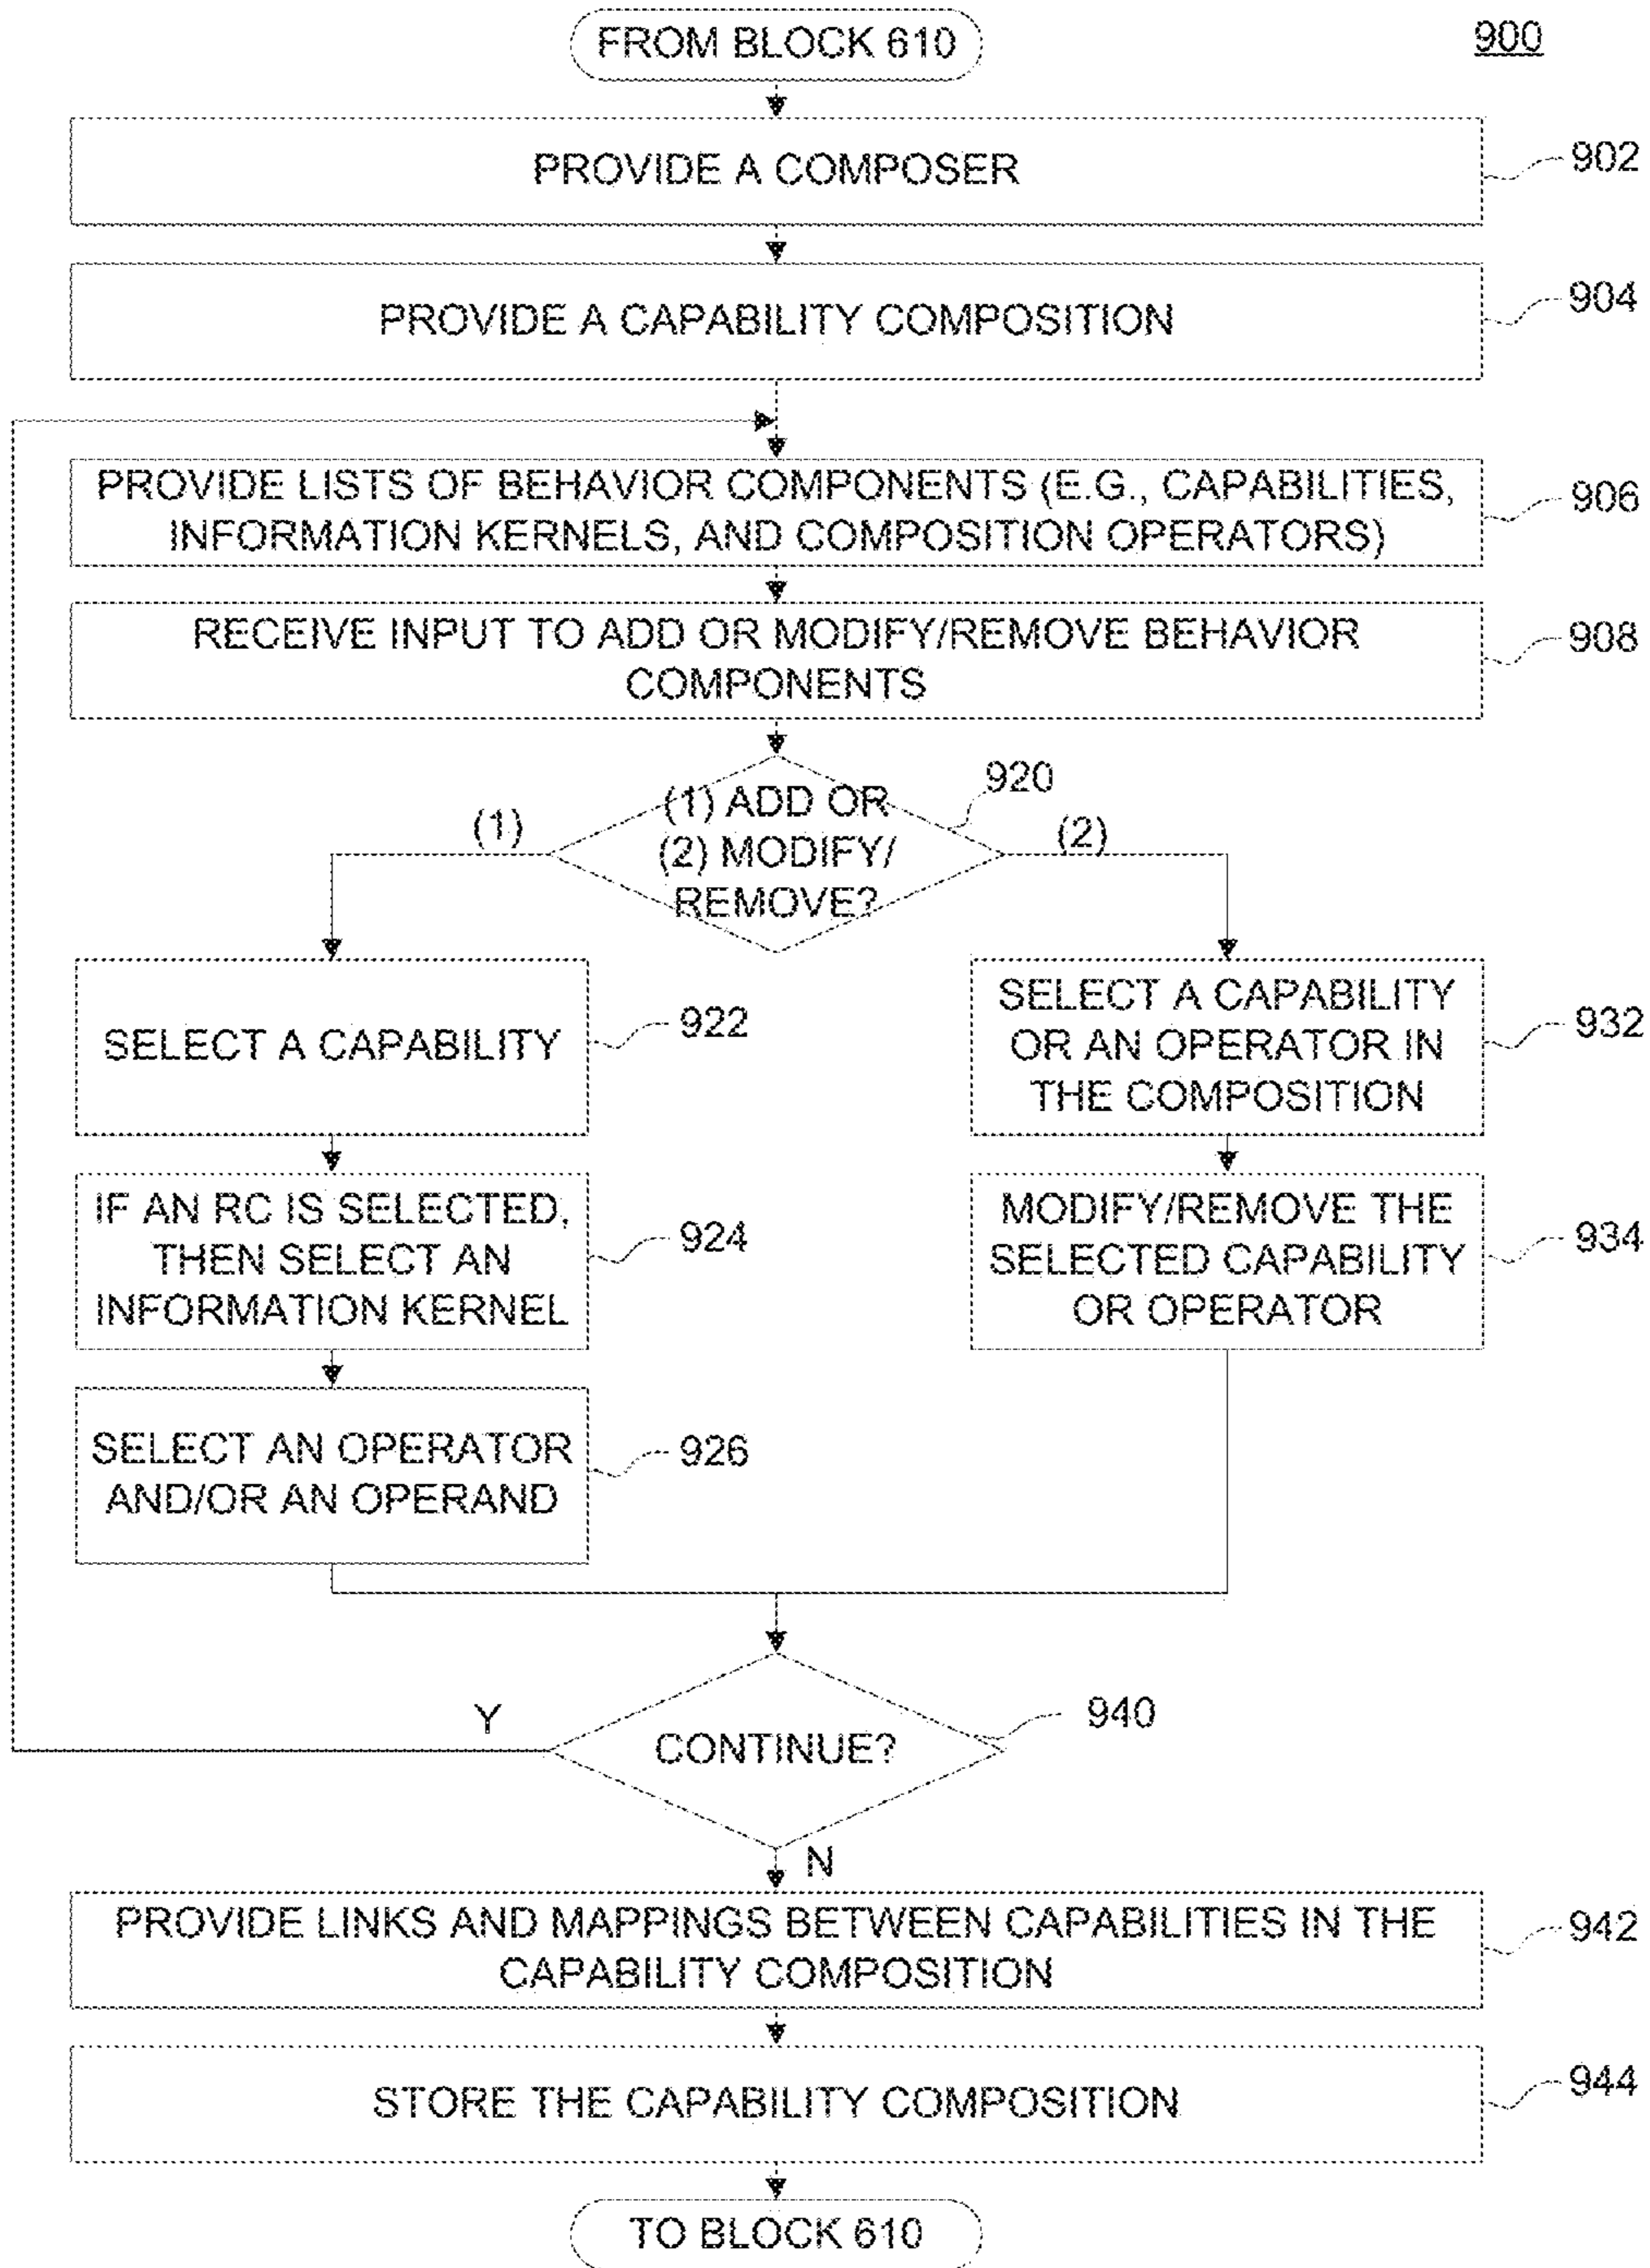 FROM BLOCK 610
900
PROVIDE A COMPOSER
902
PROVIDE A CAPABILITY COMPOSITION
904
PROVIDE LISTS OF BEHAVIOR COMPONENTS (E.G., CAPABILITIES,
INFORMATION KERNELS, AND COMPOSITION OPERATORS)
906
RECEIVE INPUT TO ADD OR MODIFY/REMOVE BEHAVIOR
COMPONENTS
908
(1) ADD OR
(2) MODIFY/
REMOVE?
920
(1)
(2)
SELECT A CAPABILITY
922
SELECT A CAPABILITY
OR AN OPERATOR IN
THE COMPOSITION
932
IF AN RC IS SELECTED,
THEN SELECT AN
INFORMATION KERNEL
924
MODIFY/REMOVE THE
SELECTED CAPABILITY
OR OPERATOR
934
SELECT AN OPERATOR
AND/OR AN OPERAND
926
Y
CONTINUE?
940
N
PROVIDE LINKS AND MAPPINGS BETWEEN CAPABILITIES IN THE
CAPABILITY COMPOSITION
942
STORE THE CAPABILITY COMPOSITION
944
TO BLOCK 610